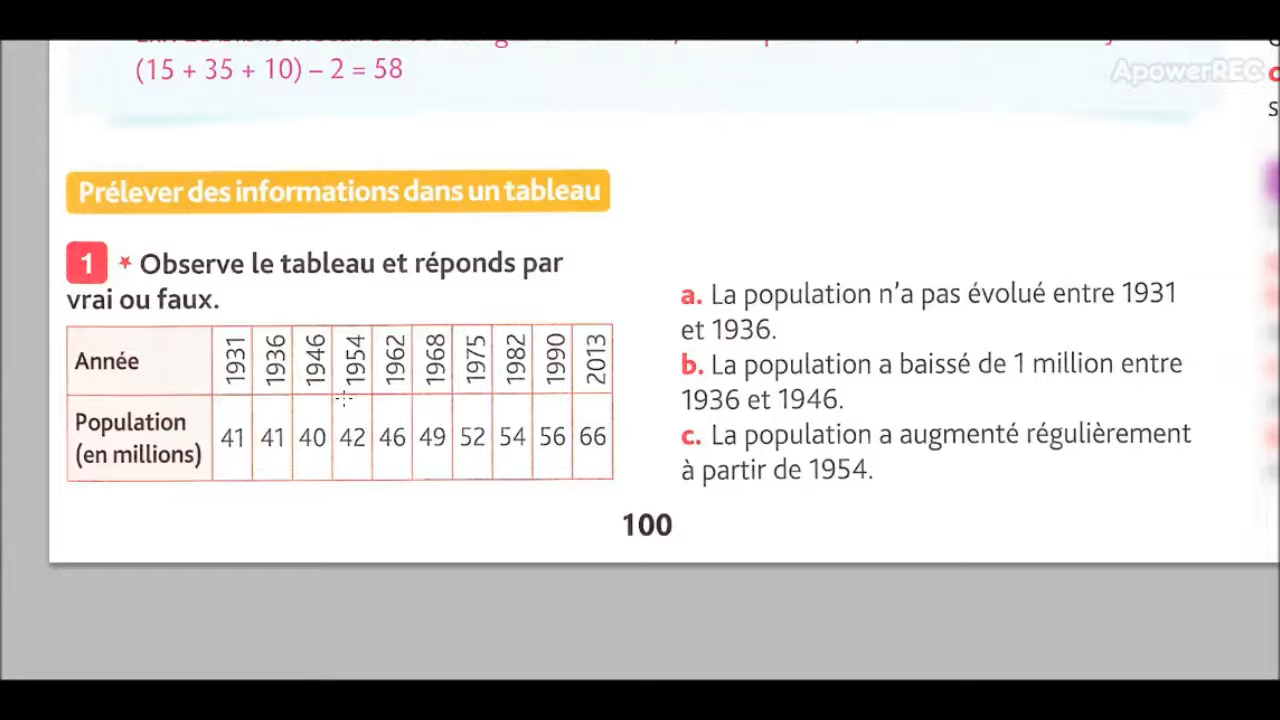 (15 + 35 + 10) – 2 = 58
ApowerREC
Prélever des informations dans un tableau
1 * Observe le tableau et réponds par
vrai ou faux.
Année 1931 1936 1946 1954 1962 1968 1975 1982 1990 2013
Population
(en millions) 41 41 40 42 46 49 52 54 56 66
a. La population n'a pas évolué entre 1931
et 1936.
b. La population a baissé de 1 million entre
1936 et 1946.
c. La population a augmenté régulièrement
à partir de 1954.
100